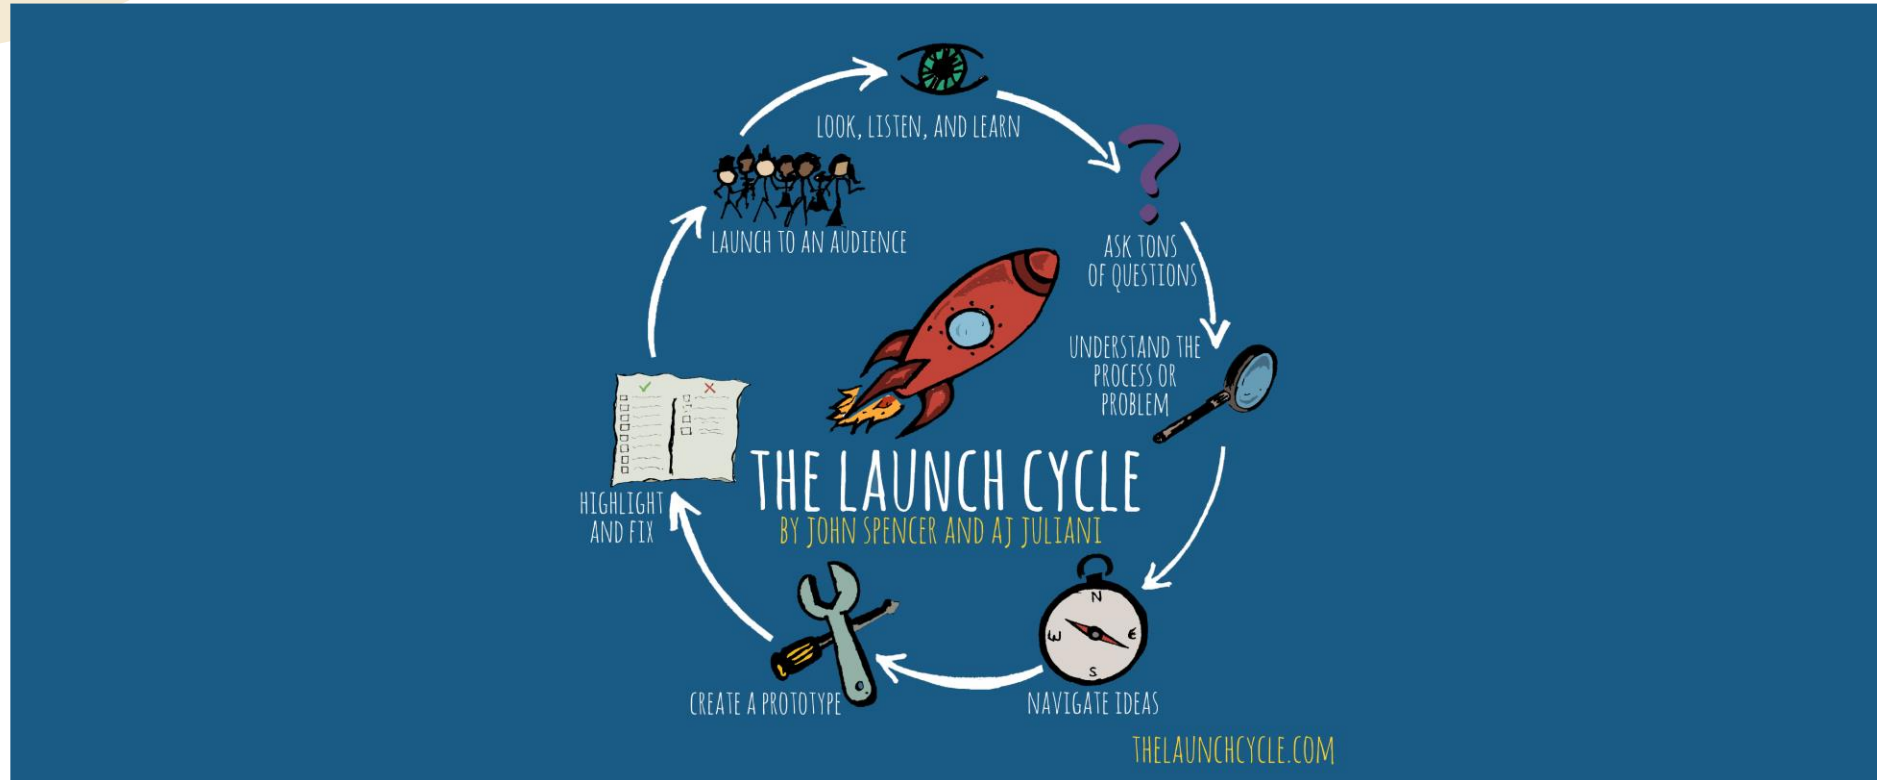 LOOK, LISTEN, AND LEARN
ASK TONS
OF QUESTIONS
UNDERSTAND THE
PROCESS OR
PROBLEM
N
W
E
S
NAVIGATE IDEAS
CREATE A PROTOTYPE
HIGHLIGHT
AND FIX
LAUNCH TO AN AUDIENCE
THE LAUNCH CYCLE
BY JOHN SPENCER AND AJ JULIANI
THELAUNCHCYCLE.COM